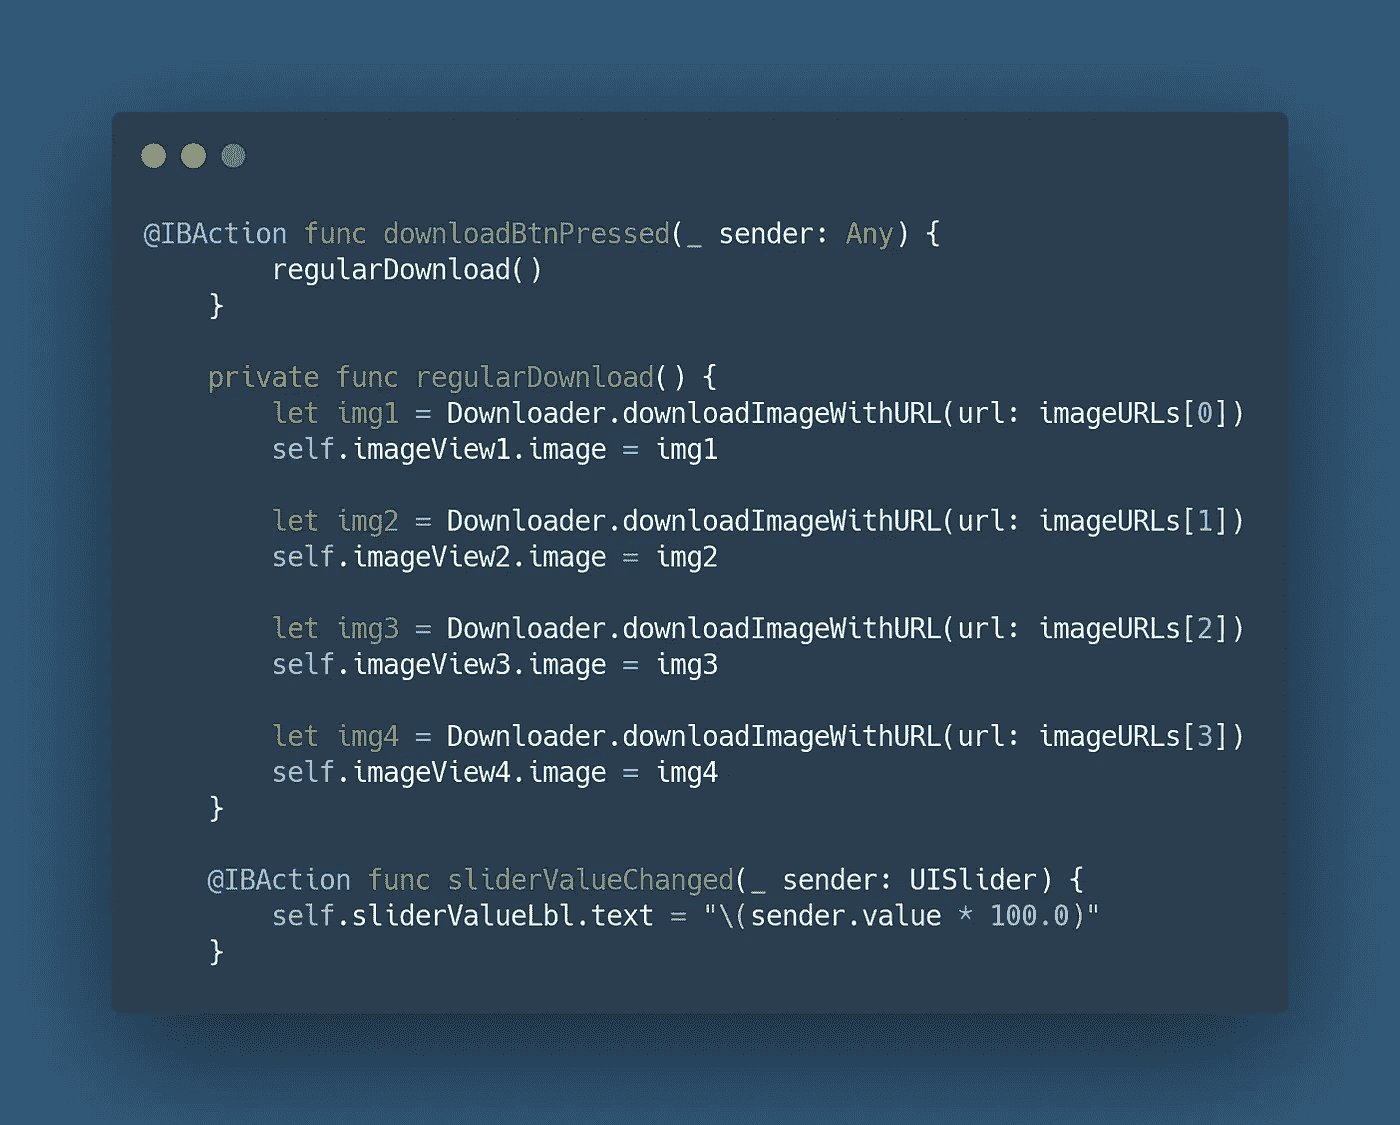 @IBAction func downloadBtnPressed(_ sender: Any) {
        regularDownload()
    }

    private func regularDownload() {
        let img1 = Downloader.downloadImageWithURL(url: imageURLs[0])
        self.imageView1.image = img1

        let img2 = Downloader.downloadImageWithURL(url: imageURLs[1])
        self.imageView2.image = img2

        let img3 = Downloader.downloadImageWithURL(url: imageURLs[2])
        self.imageView3.image = img3

        let img4 = Downloader.downloadImageWithURL(url: imageURLs[3])
        self.imageView4.image = img4
    }

    @IBAction func sliderValueChanged(_ sender: UISlider) {
        self.sliderValueLbl.text = "\(sender.value * 100.0)"
    }